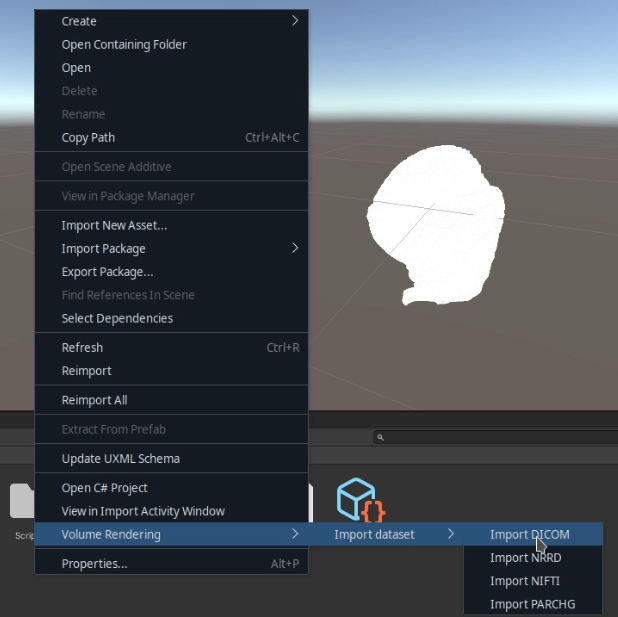 Create
Open Containing Folder
Open
Delete
Rename
Copy Path Ctrl+Alt+C
Open Scene Additive
View in Package Manager
Import New Asset...
Import Package
Export Package...
Find References In Scene
Select Dependencies
Refresh Ctrl+R
Reimport
Reimport All
Extract From Prefab
Update UXML Schema
Open C# Project
View in Import Activity Window
Scrip
Volume Rendering Import dataset Import DICOM
Import NRRD
Properties... Alt+P
Import NIFTI
Import PARCHG